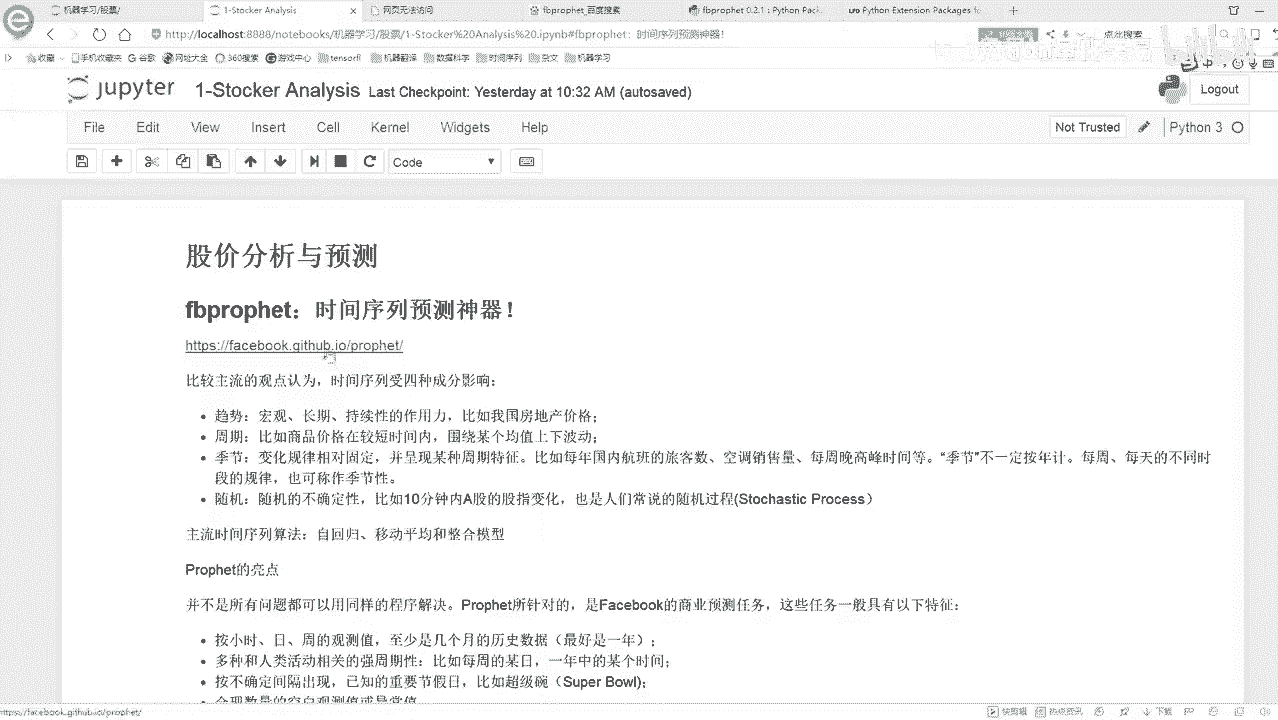 机器学习/股票/
1-Stocker Analysis
网页无法访问
fbprophet_百度搜索
fbprophet 0.2.1 : Python Pack
Python Extension Packages fo
http://localhost:8888/notebooks/机器学习/股票/1-Stocker%20Analysis%20.ipynb#fbprophet：时间序列预测神器！
点此搜索
收藏 手机收藏夹 谷歌 网址大全 360搜索 游戏中心 tensorfl 机器翻译 数据科学 时间序列 杂文 机器学习
jupyter 1-Stocker Analysis Last Checkpoint: Yesterday at 10:32 AM (autosaved)
Logout
File Edit View Insert Cell Kernel Widgets Help
Not Trusted
Python 3
Code
股价分析与预测
fbprophet：时间序列预测神器！
https://facebook.github.io/prophet/
比较主流的观点认为，时间序列受四种成分影响：
• 趋势：宏观、长期、持续性的作用力，比如我国房地产价格；
• 周期：比如商品价格在较短时间内，围绕某个均值上下波动；
• 季节：变化规律相对固定，并呈现某种周期特征。比如每年国内航班的旅客数、空调销售量、每周晚高峰时间等。“季节”不一定按年计。每周、每天的不同时
段的规律，也可称作季节性。
• 随机：随机的不确定性，比如10分钟内A股的股指变化，也是人们常说的随机过程(Stochastic Process）
主流时间序列算法：自回归、移动平均和整合模型
Prophet的亮点
并不是所有问题都可以用同样的程序解决。Prophet所针对的，是Facebook的商业预测任务，这些任务一般具有以下特征：
• 按小时、日、周的观测值，至少是几个月的历史数据（最好是一年）；
• 多种和人类活动相关的强周期性：比如每周的某日，一年中的某个时间；
• 按不确定间隔出现，已知的重要节假日，比如超级碗（Super Bowl)；
• 合理数量的空白观测值或异常值
https://facebook.github.io/prophet/
快剪辑 热点资讯 下载